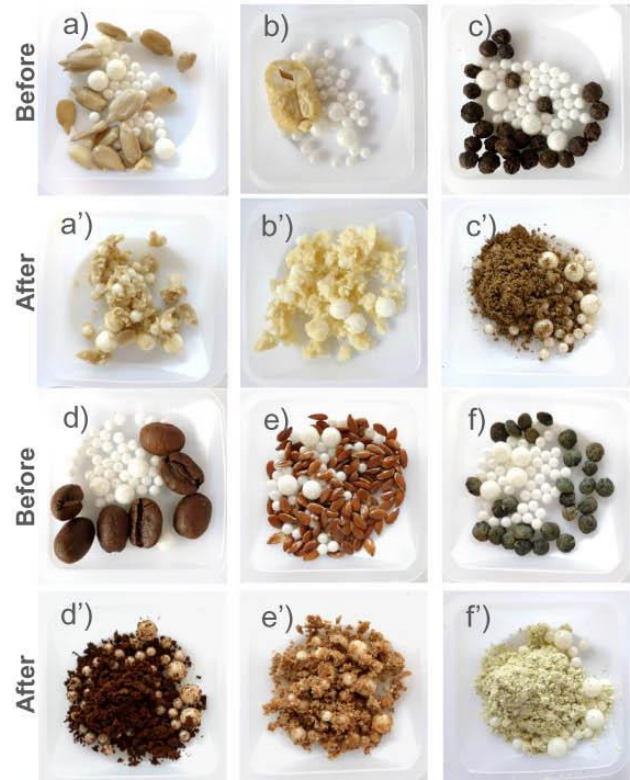 Before
a)
b)
c)
After
a')
b')
c')
Before
d)
e)
f)
After
d')
e')
f')